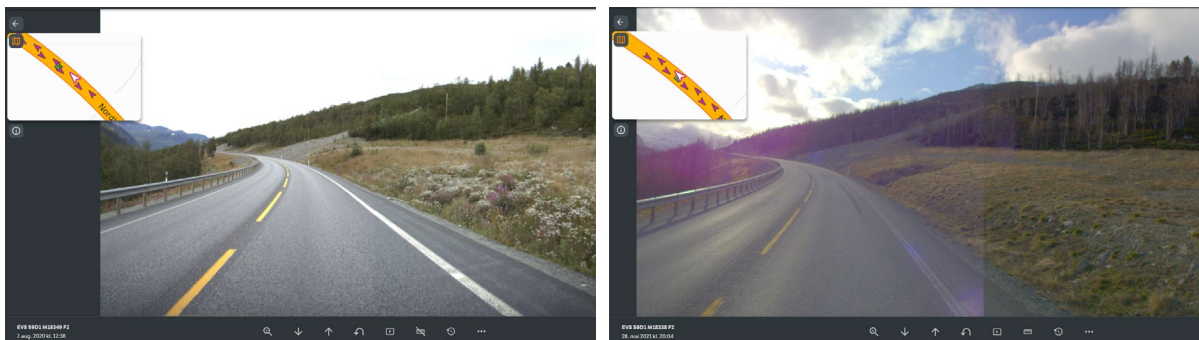 Nordl
EV8 S9D1 M18349 F2
7. aug. 2020 kl. 12:38
EV8 S9D1 M18338 F2
28. mai 2021 kl. 20:04